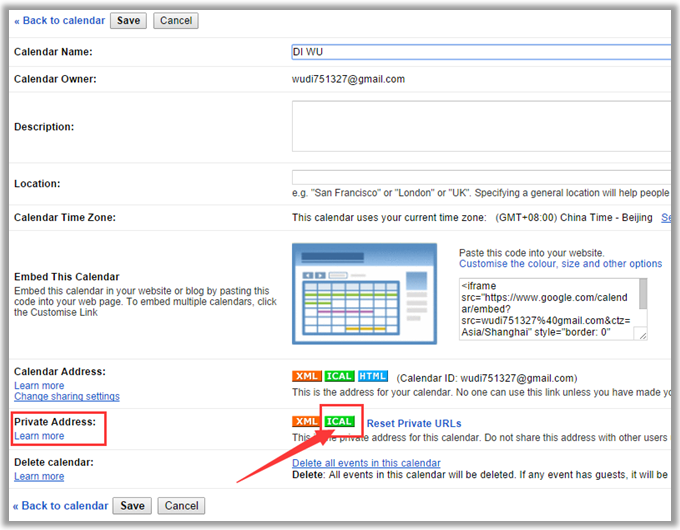 « Back to calendar Save Cancel
Calendar Name: DI WU
Calendar Owner: wudi751327@gmail.com
Description:
Location:
e.g. "San Francisco" or "London" or "UK". Specifying a general location will help people
Calendar Time Zone: This calendar uses your current time zone: (GMT+08:00) China Time - Beijing Se
Embed This Calendar
Embed this calendar in your website or blog by pasting this
code into your web page. To embed multiple calendars, click
the Customise Link
Paste this code into your website.
Customise the colour, size and other options
<iframe
src="https://www.google.com/calend
ar/embed?
src=wudi751327%40gmail.com&ctz=
Asia/Shanghai" style="border: 0"
Calendar Address: XML ICAL HTML (Calendar ID: wudi751327@gmail.com)
Learn more
Change sharing settings
This is the address for your calendar. No one can use this link unless you have made yo
Private Address: XML ICAL Reset Private URLs
Learn more
This private address for this calendar. Do not share this address with other users
Delete calendar: Delete all events in this calendar
Learn more
Delete: All events in this calendar will be deleted. If any event has guests, it will be
« Back to calendar Save Cancel